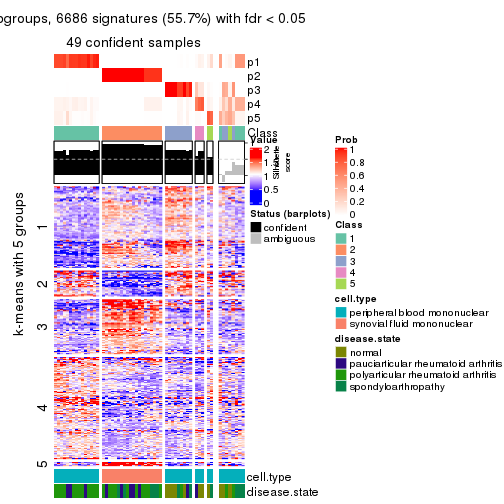 ogroups, 6686 signatures (55.7%) with fdr < 0.05
49 confident samples
p1
p2
p3
p4
p5
Class
k-means with 5 groups
1
2
3
4
5
cell.type
disease.state
Value
2
1.5
1
0.5
0
Silhouette
score
Status (barplots)
confident
ambiguous
Prob
1
0.8
0.6
0.4
0.2
0
Class
1
2
3
4
5
cell.type
peripheral blood mononuclear
synovial fluid mononuclear
disease.state
normal
pauciarticular rheumatoid arthritis
polyarticular rheumatoid arthritis
spondyloarthropathy